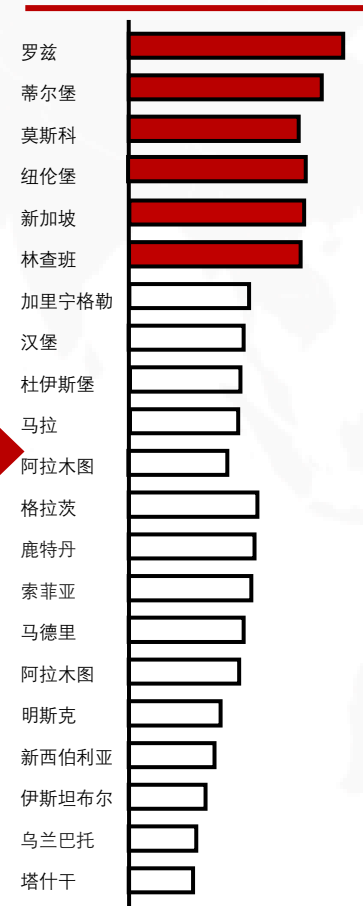 罗兹
蒂尔堡
莫斯科
纽伦堡
新加坡
林查班
加里宁格勒
汉堡
杜伊斯堡
马拉
阿拉木图
格拉茨
鹿特丹
索菲亚
马德里
阿拉木图
明斯克
新西伯利亚
伊斯坦布尔
乌兰巴托
塔什干